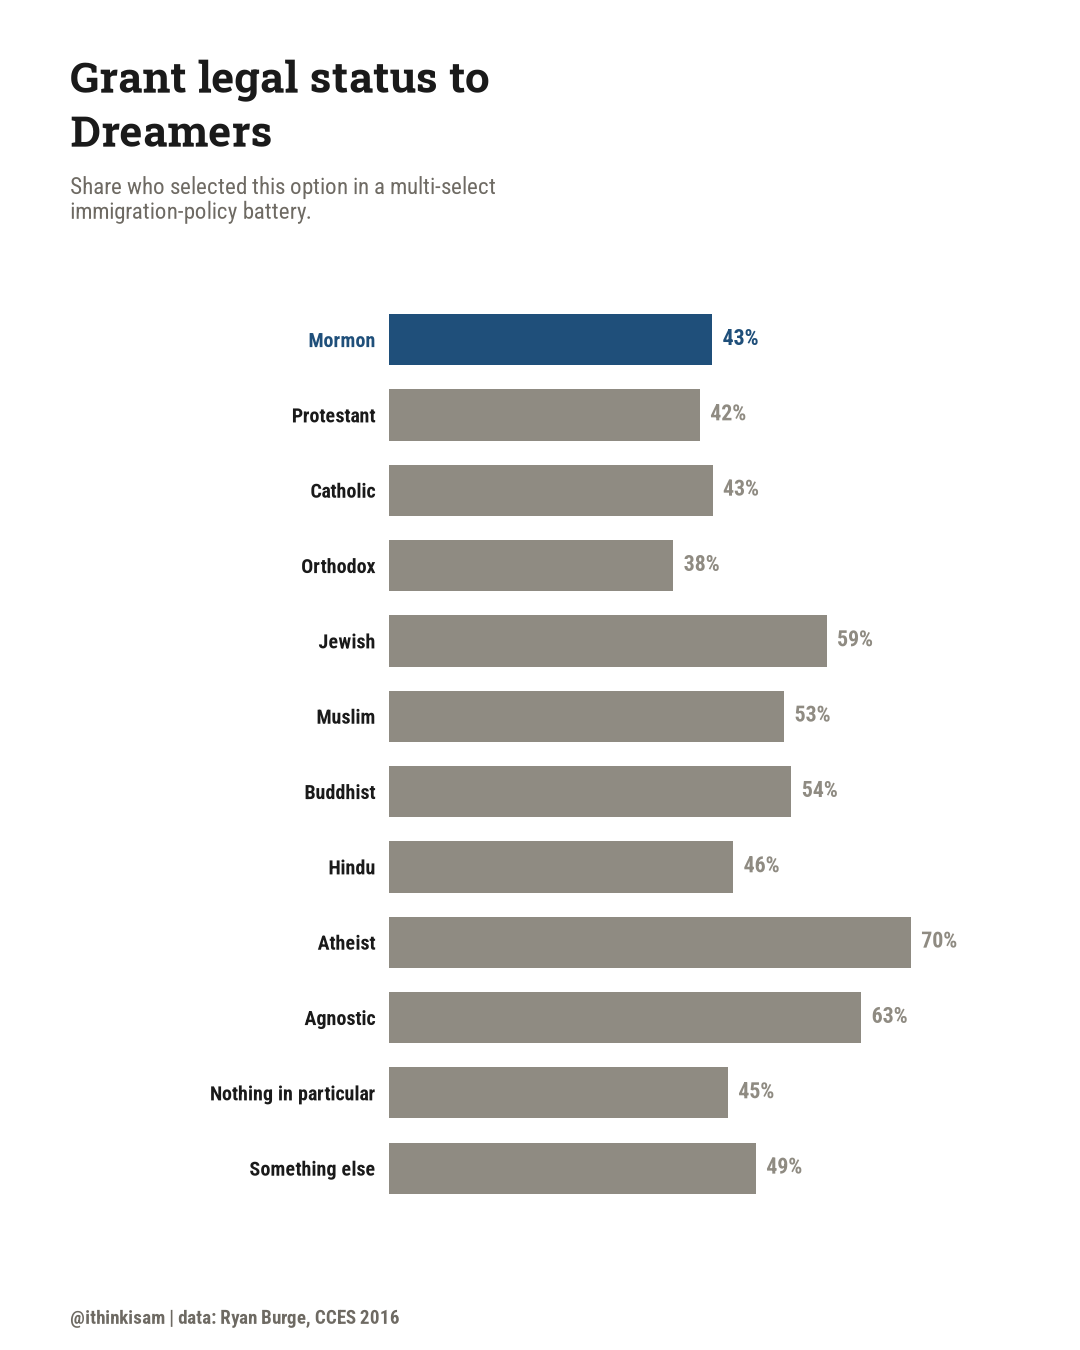 Grant legal status to
Dreamers
Share who selected this option in a multi-select
immigration-policy battery.
Mormon 43%
Protestant 42%
Catholic 43%
Orthodox 38%
Jewish 59%
Muslim 53%
Buddhist 54%
Hindu 46%
Atheist 70%
Agnostic 63%
Nothing in particular 45%
Something else 49%
@ithinkisam | data: Ryan Burge, CCES 2016